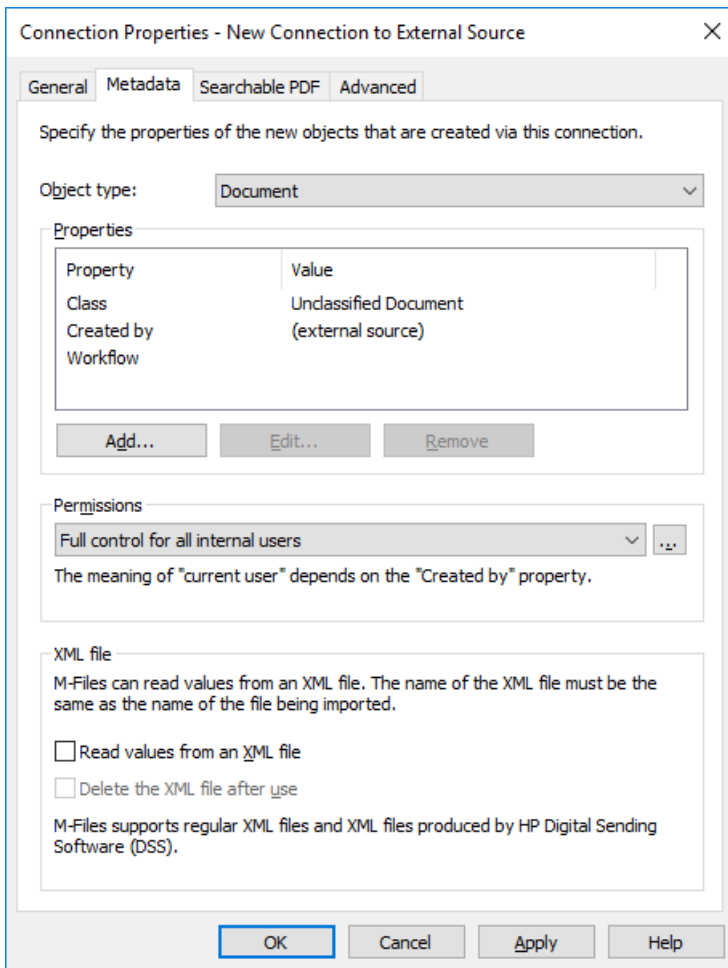 Connection Properties - New Connection to External Source
General Metadata Searchable PDF Advanced
Specify the properties of the new objects that are created via this connection.
Object type: Document
Properties
Property Value
Class Unclassified Document
Created by (external source)
Workflow
Add... Edit... Remove
Permissions
Full control for all internal users ...
The meaning of "current user" depends on the "Created by" property.
XML file
M-Files can read values from an XML file. The name of the XML file must be the
same as the name of the file being imported.
Read values from an XML file
Delete the XML file after use
M-Files supports regular XML files and XML files produced by HP Digital Sending
Software (DSS).
OK Cancel Apply Help